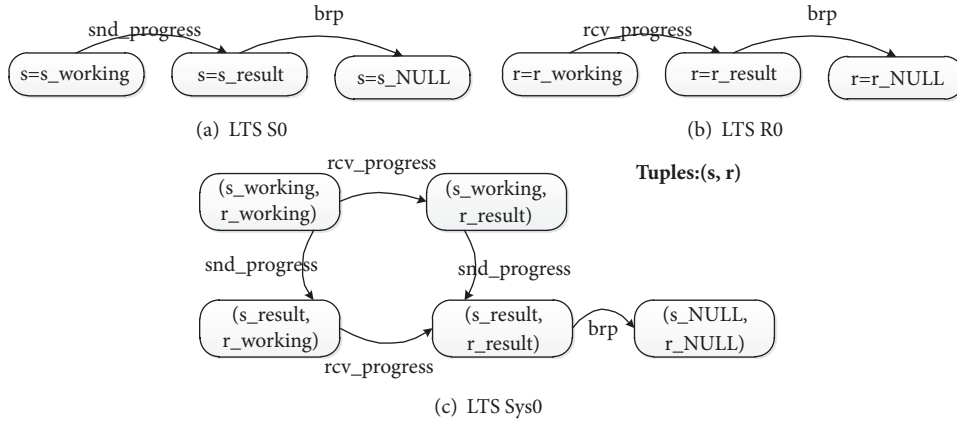 snd_progress
brp
s=s_working
s=s_result
s=s_NULL
(a) LTS S0
rcv_progress
brp
r=r_working
r=r_result
r=r_NULL
(b) LTS R0
Tuples:(s, r)
rcv_progress
(s_working,
r_working)
(s_working,
r_result)
snd_progress
snd_progress
(s_result,
r_working)
(s_result,
r_result)
brp
(s_NULL,
r_NULL)
rcv_progress
(c) LTS Sys0